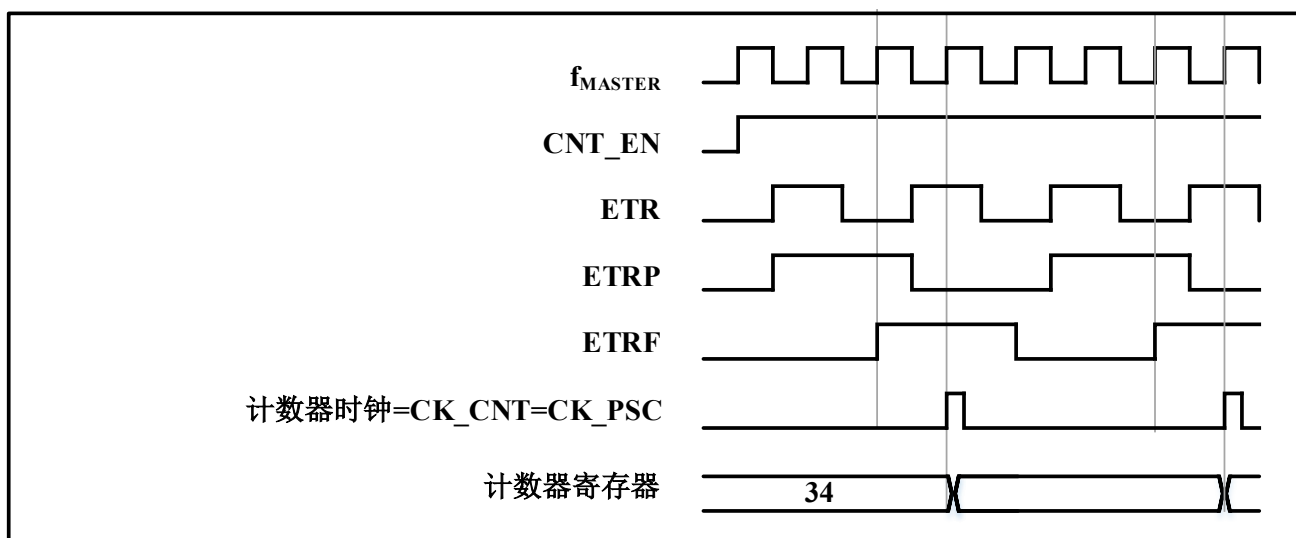 fMASTER
CNT_EN
ETR
ETRP
ETRF
计数器时钟=CK_CNT=CK_PSC
计数器寄存器 34